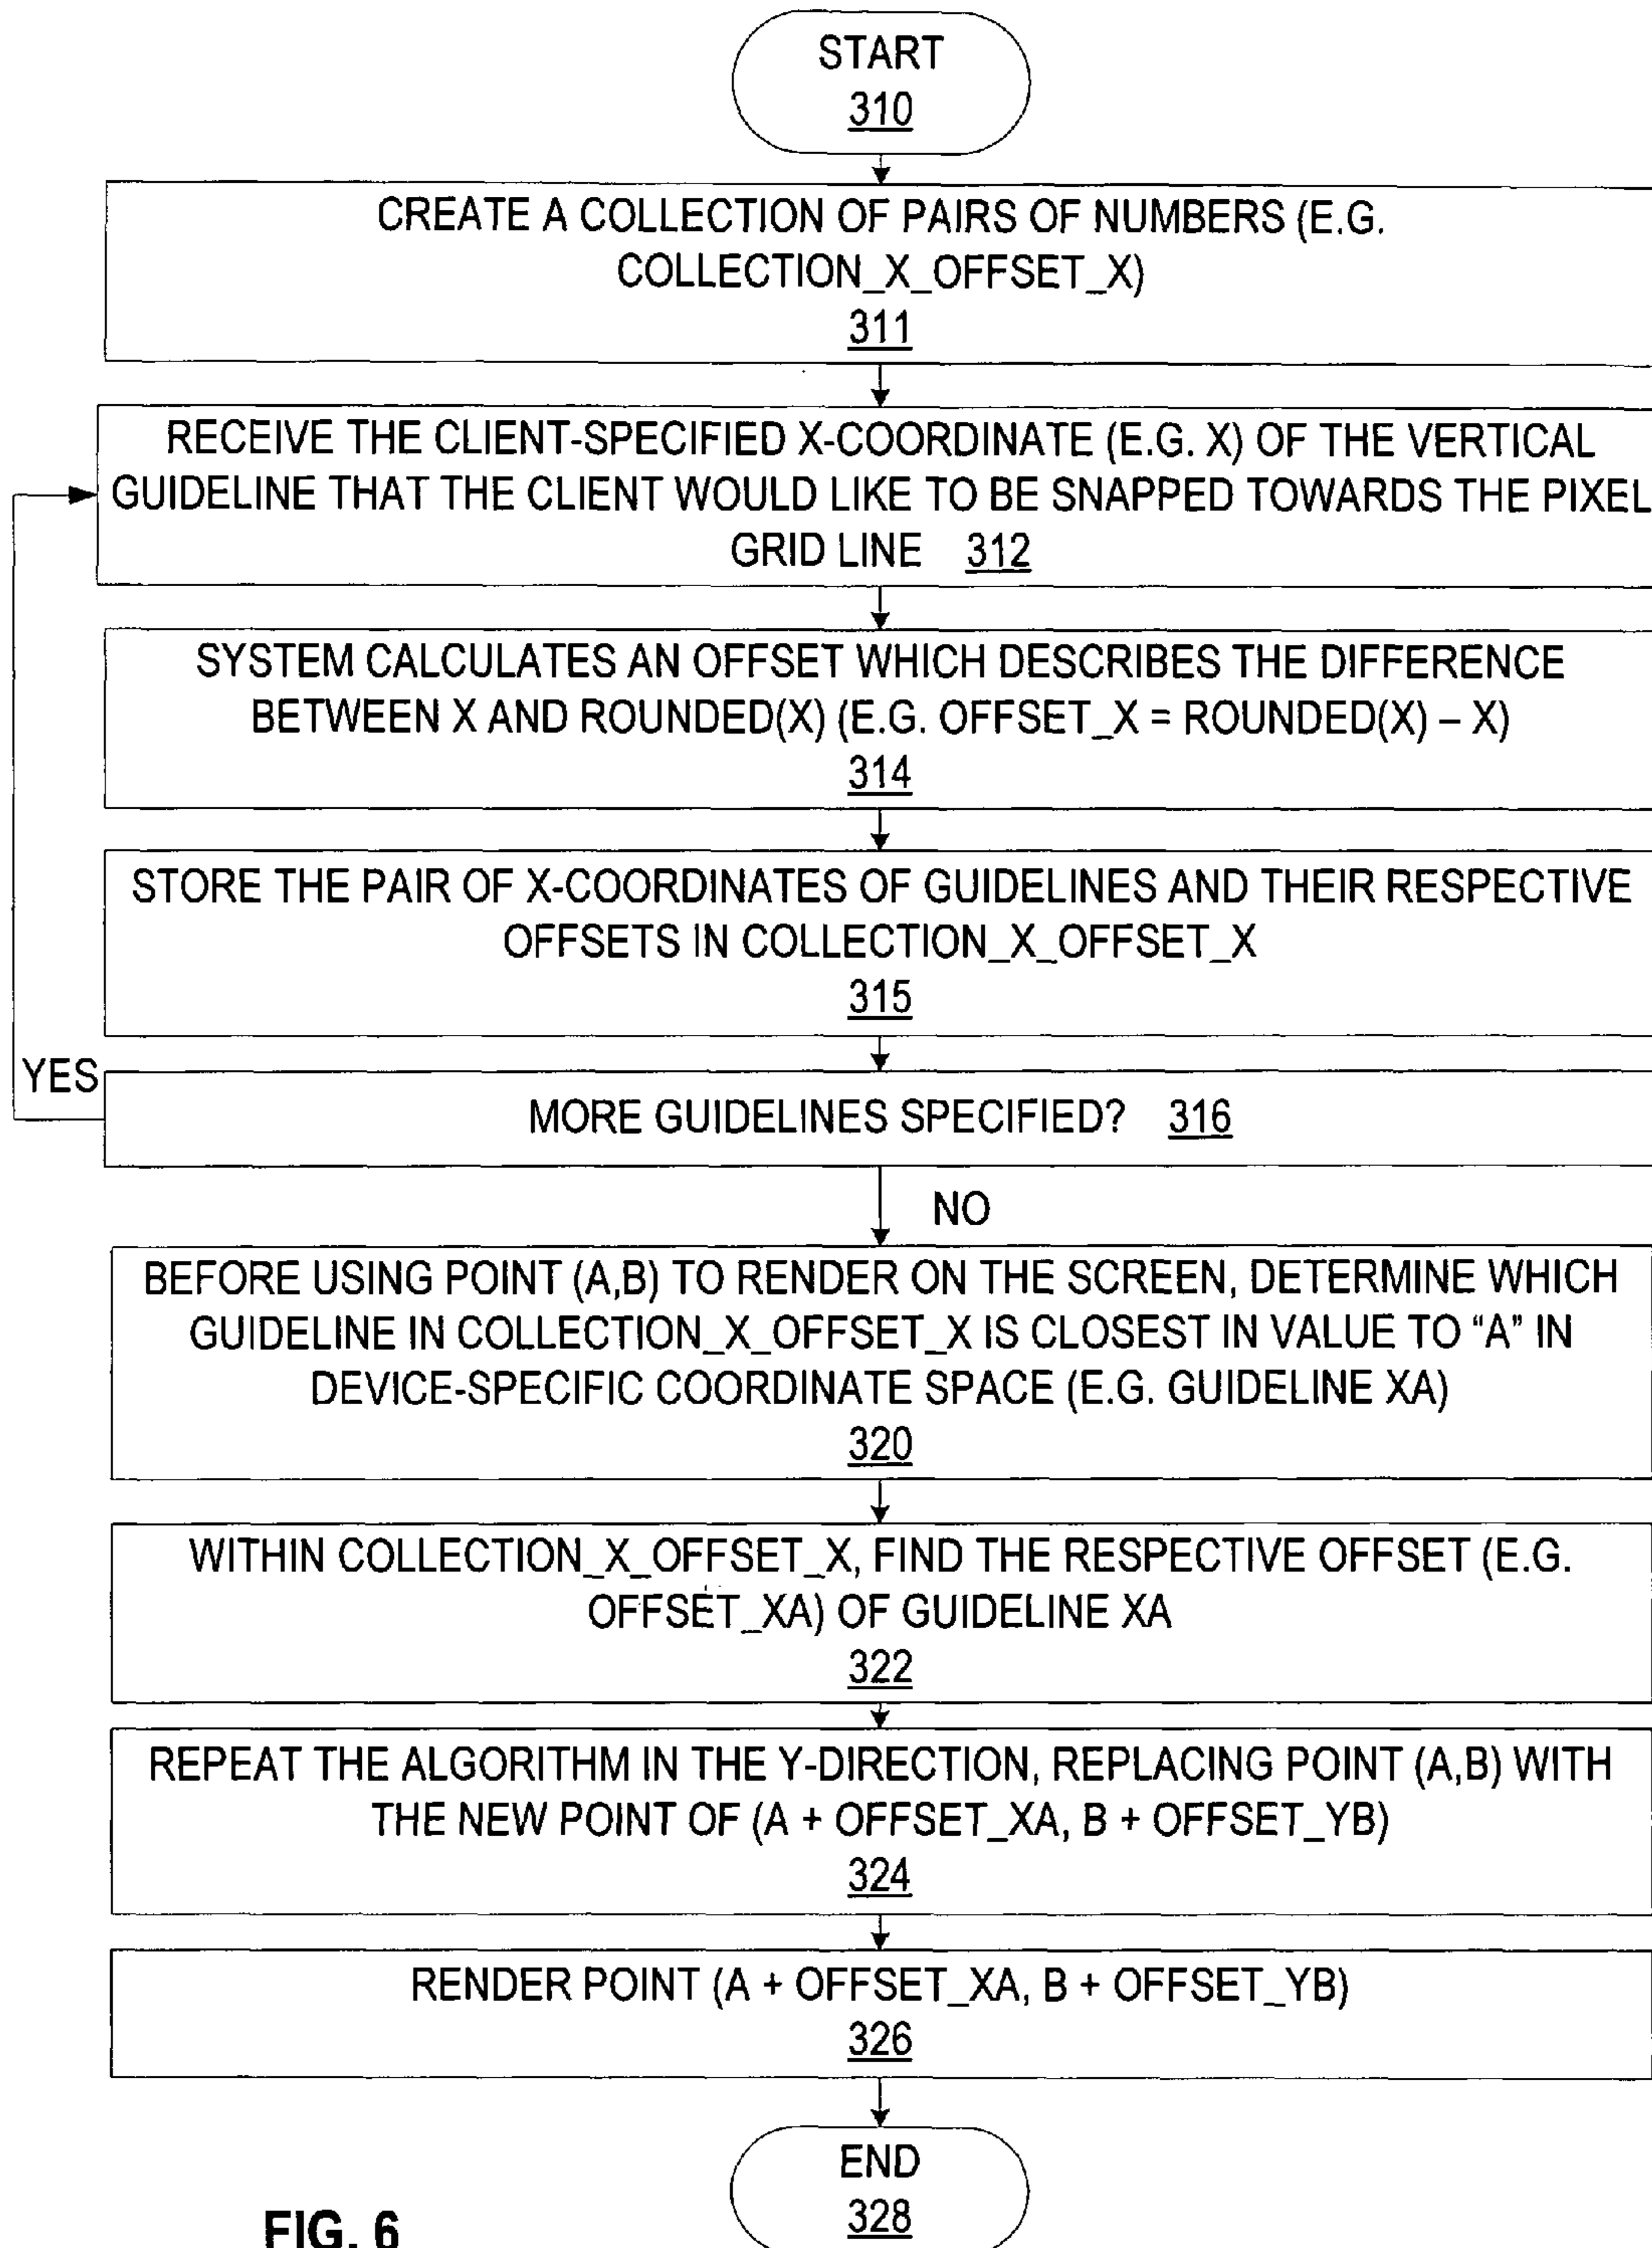 START
310
CREATE A COLLECTION OF PAIRS OF NUMBERS (E.G.
COLLECTION_X_OFFSET_X)
311
RECEIVE THE CLIENT-SPECIFIED X-COORDINATE (E.G. X) OF THE VERTICAL
GUIDELINE THAT THE CLIENT WOULD LIKE TO BE SNAPPED TOWARDS THE PIXEL
GRID LINE 312
SYSTEM CALCULATES AN OFFSET WHICH DESCRIBES THE DIFFERENCE
BETWEEN X AND ROUNDED(X) (E.G. OFFSET_X = ROUNDED(X) – X)
314
STORE THE PAIR OF X-COORDINATES OF GUIDELINES AND THEIR RESPECTIVE
OFFSETS IN COLLECTION_X_OFFSET_X
315
YES
MORE GUIDELINES SPECIFIED? 316
NO
BEFORE USING POINT (A,B) TO RENDER ON THE SCREEN, DETERMINE WHICH
GUIDELINE IN COLLECTION_X_OFFSET_X IS CLOSEST IN VALUE TO “A” IN
DEVICE-SPECIFIC COORDINATE SPACE (E.G. GUIDELINE XA)
320
WITHIN COLLECTION_X_OFFSET_X, FIND THE RESPECTIVE OFFSET (E.G.
OFFSET_XA) OF GUIDELINE XA
322
REPEAT THE ALGORITHM IN THE Y-DIRECTION, REPLACING POINT (A,B) WITH
THE NEW POINT OF (A + OFFSET_XA, B + OFFSET_YB)
324
RENDER POINT (A + OFFSET_XA, B + OFFSET_YB)
326
END
328
FIG. 6